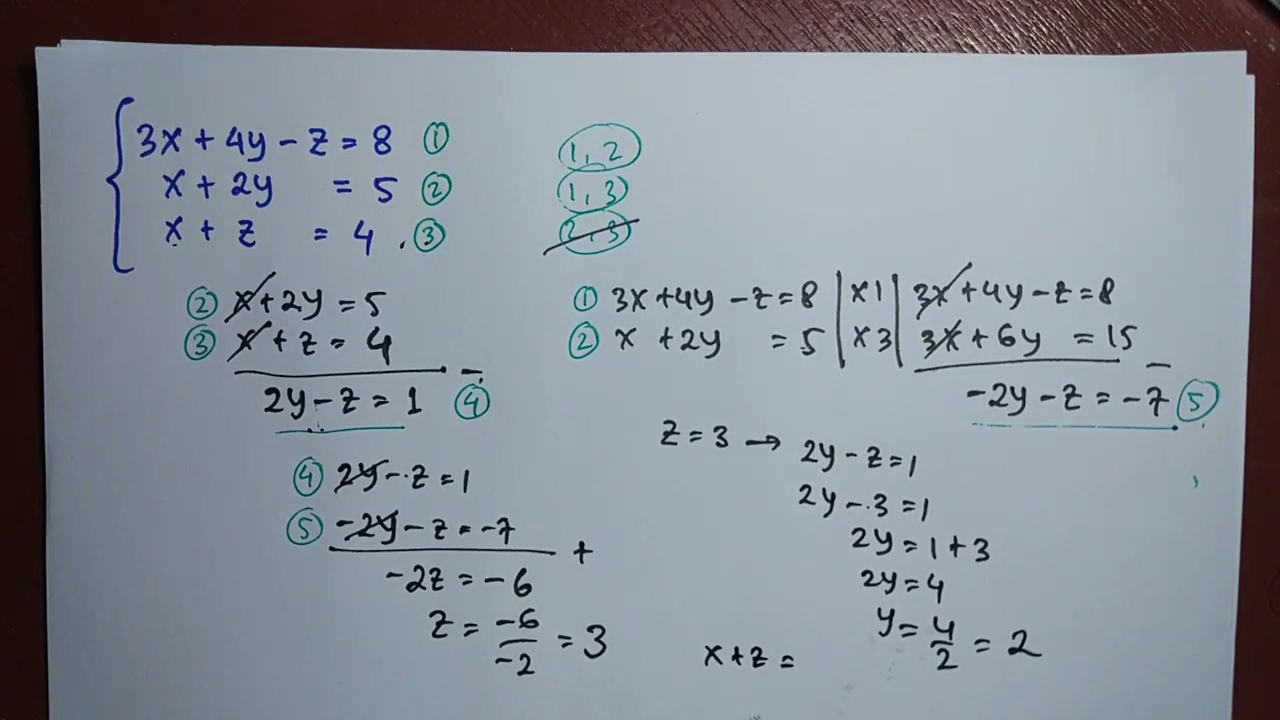 3x + 4y - z = 8 ①
x + 2y = 5 ②
x + z = 4 . ③
1, 2
1, 3
2, 3
② x + 2y = 5
③ x + z = 4
-
2y - z = 1 ④
① 3x + 4y - z = 8 | x 1 | 3x + 4y - z = 8
② x + 2y = 5 | x 3 | 3x + 6y = 15
-
-2y - z = -7 ⑤
④ 2y - z = 1
⑤ -2y - z = -7
+
-2z = -6
z = -6/-2 = 3
z = 3 → 2y - z = 1
2y - 3 = 1
2y = 1 + 3
2y = 4
y = 4/2 = 2
x + z =